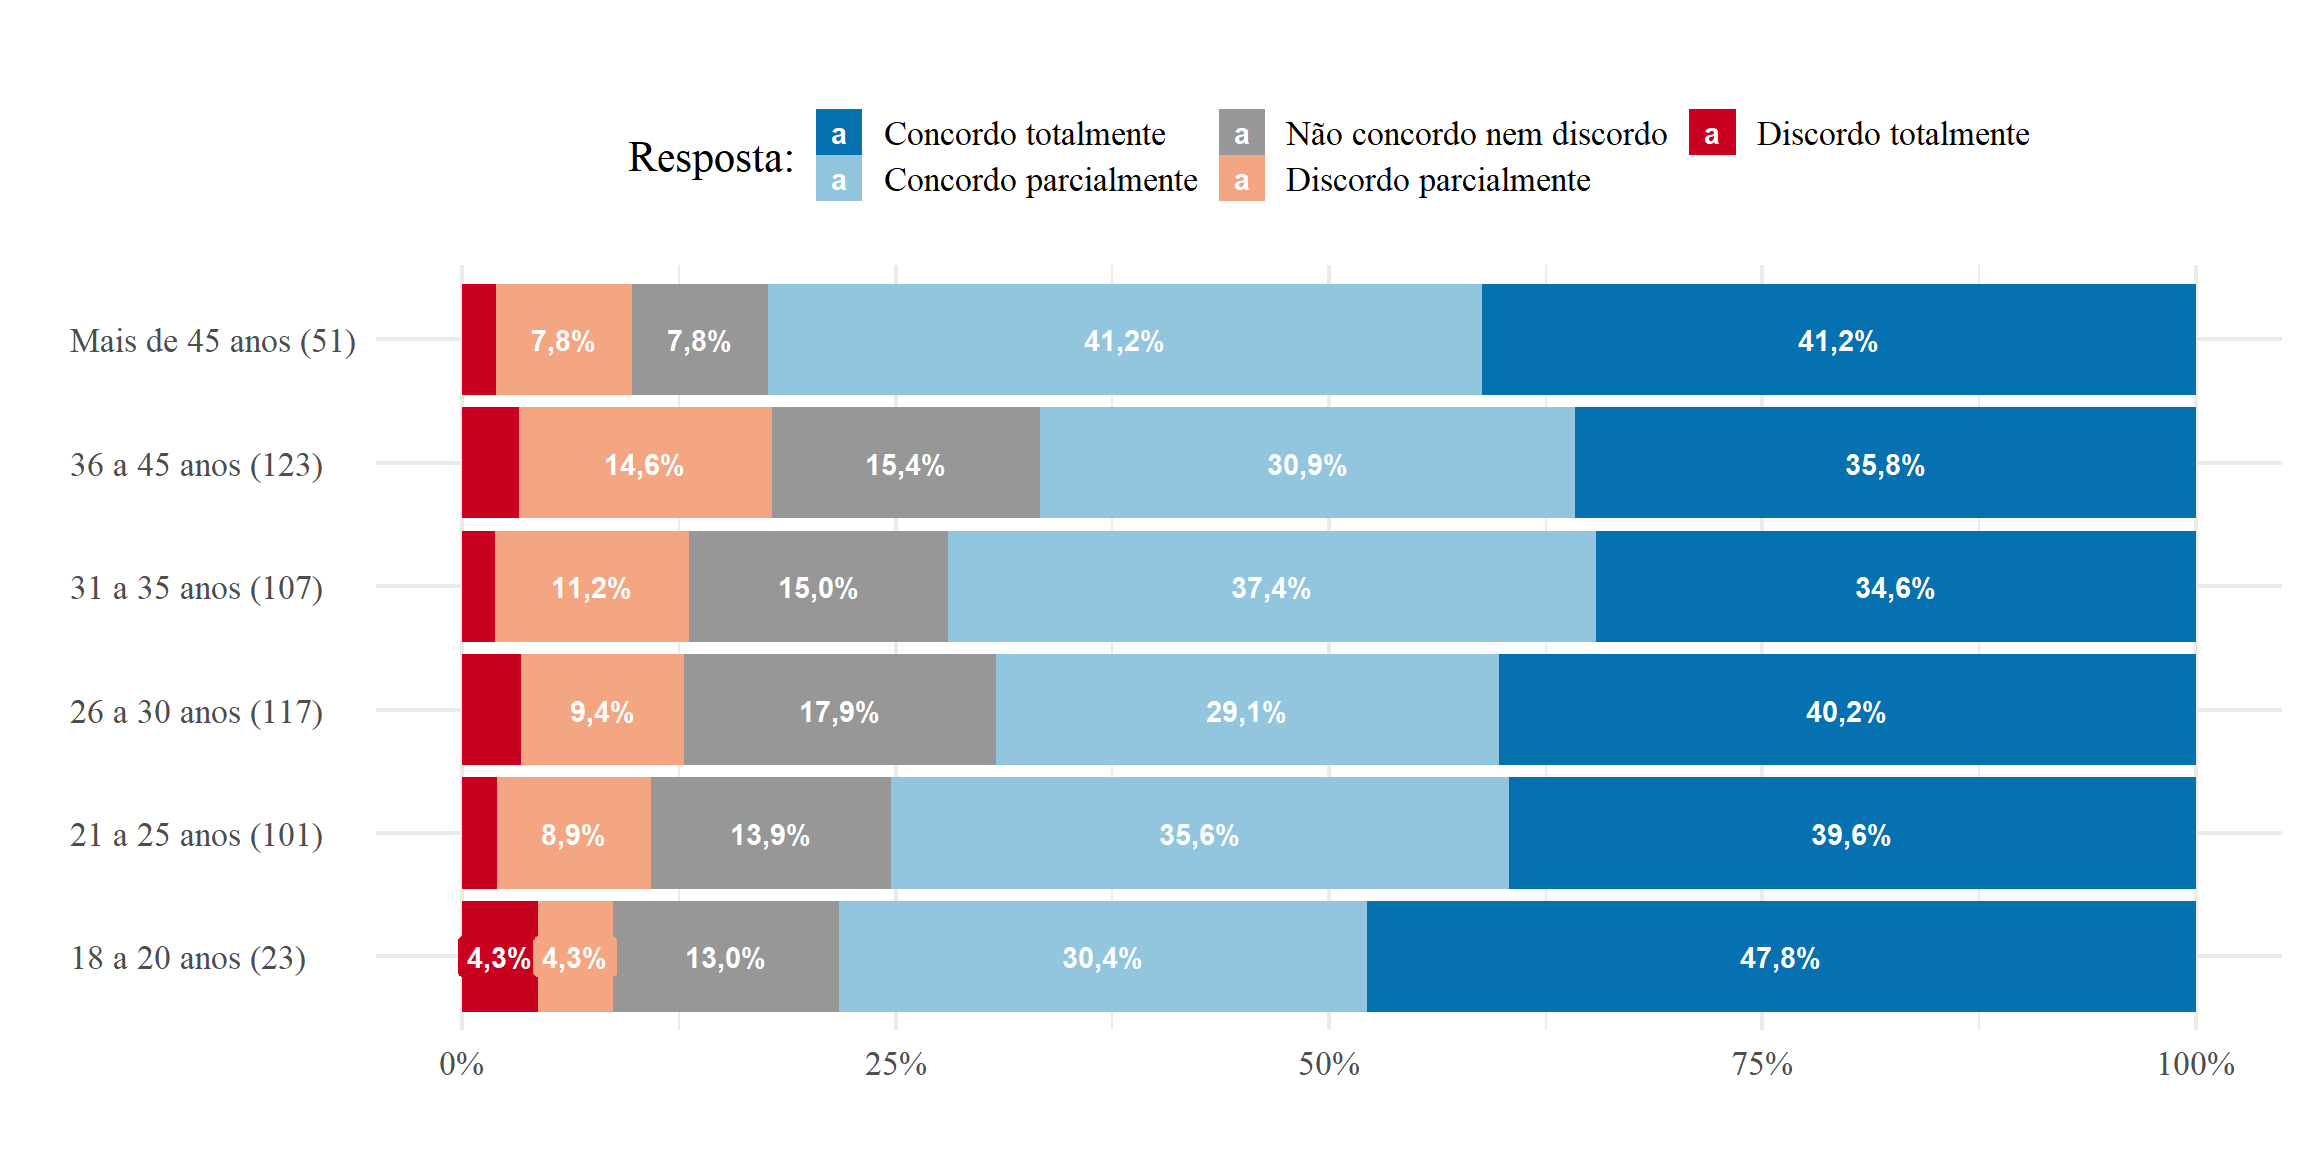 Resposta:
a Concordo totalmente
a Não concordo nem discordo
a Discordo totalmente
a Concordo parcialmente
a Discordo parcialmente
Mais de 45 anos (51) 7,8% 7,8% 41,2% 41,2%
36 a 45 anos (123) 14,6% 15,4% 30,9% 35,8%
31 a 35 anos (107) 11,2% 15,0% 37,4% 34,6%
26 a 30 anos (117) 9,4% 17,9% 29,1% 40,2%
21 a 25 anos (101) 8,9% 13,9% 35,6% 39,6%
18 a 20 anos (23) 4,3% 4,3% 13,0% 30,4% 47,8%
0% 25% 50% 75% 100%